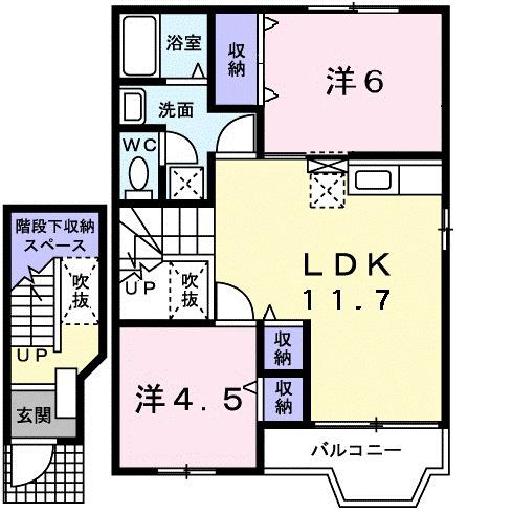 浴室
収納
洋6
洗面
WC
階段下収納
スペース
吹抜
UP
玄関
UP
吹抜
LDK
11.7
収納
収納
洋4.5
バルコニー